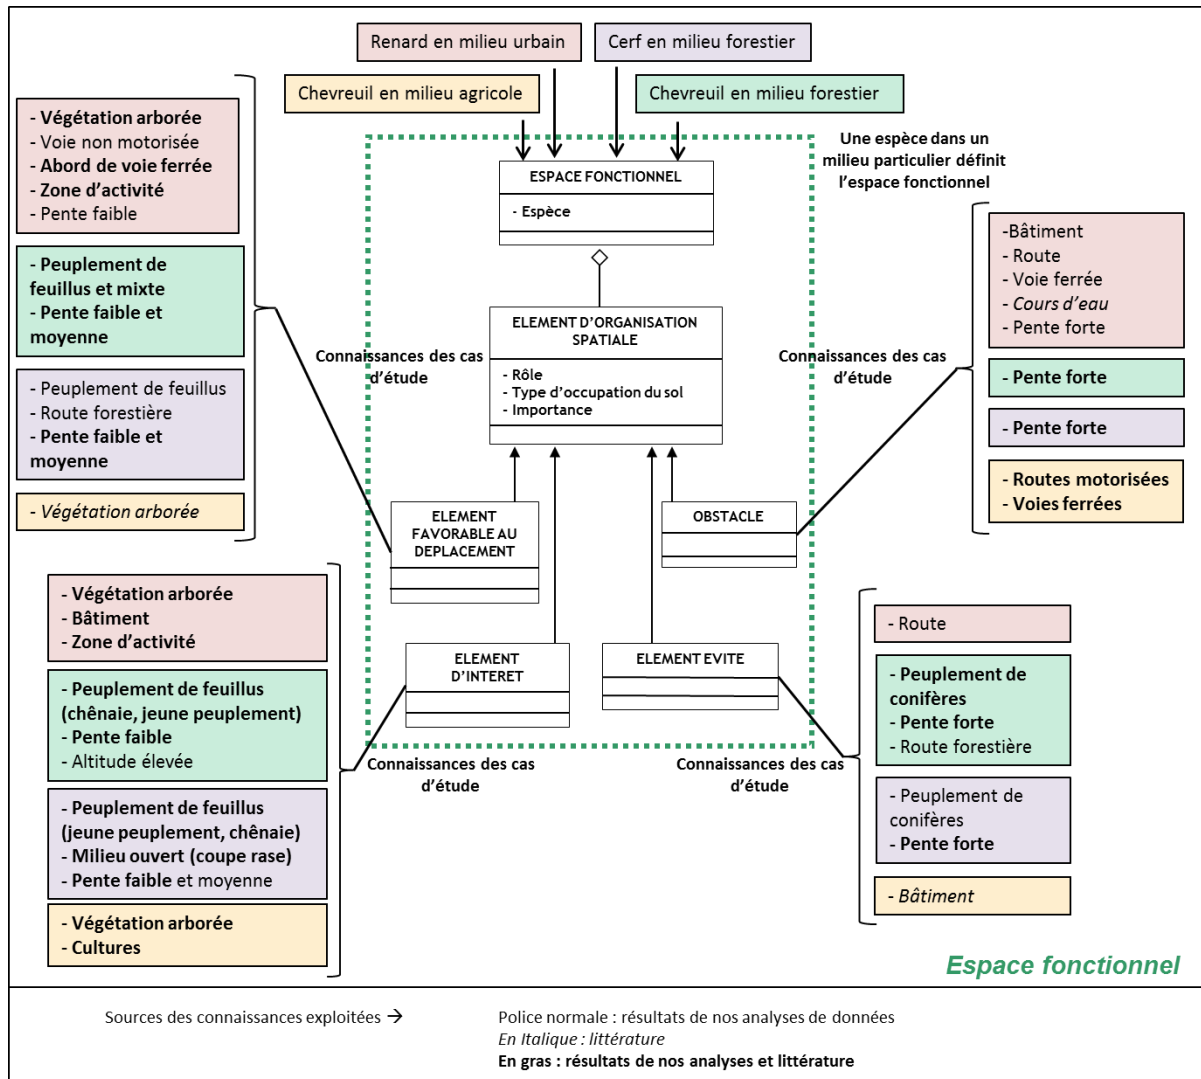 Renard en milieu urbain
Cerf en milieu forestier
Chevreuil en milieu agricole
Chevreuil en milieu forestier
Une espèce dans un
milieu particulier définit
l'espace fonctionnel
ESPACE FONCTIONNEL
- Espèce
ELEMENT D'ORGANISATION
SPATIALE
- Rôle
- Type d'occupation du sol
- Importance
Connaissances des cas
d'étude
Connaissances des cas
d'étude
- Végétation arborée
- Voie non motorisée
- Abord de voie ferrée
- Zone d'activité
- Pente faible
- Peuplement de
feuillus et mixte
- Pente faible et
moyenne
- Peuplement de feuillus
- Route forestière
- Pente faible et
moyenne
- Végétation arborée
-Bâtiment
- Route
- Voie ferrée
- Cours d'eau
- Pente forte
- Pente forte
- Pente forte
- Routes motorisées
- Voies ferrées
ELEMENT
FAVORABLE AU
DEPLACEMENT
OBSTACLE
ELEMENT
D'INTERET
ELEMENT EVITE
- Végétation arborée
- Bâtiment
- Zone d'activité
- Peuplement de feuillus
(chênaie, jeune peuplement)
- Pente faible
- Altitude élevée
- Peuplement de feuillus
(jeune peuplement, chênaie)
- Milieu ouvert (coupe rase)
- Pente faible et moyenne
- Végétation arborée
- Cultures
Connaissances des cas
d'étude
Connaissances des cas
d'étude
- Route
- Peuplement de
conifères
- Pente forte
- Route forestière
- Peuplement de
conifères
- Pente forte
- Bâtiment
Espace fonctionnel
Sources des connaissances exploitées →
Police normale : résultats de nos analyses de données
En Italique : littérature
En gras : résultats de nos analyses et littérature